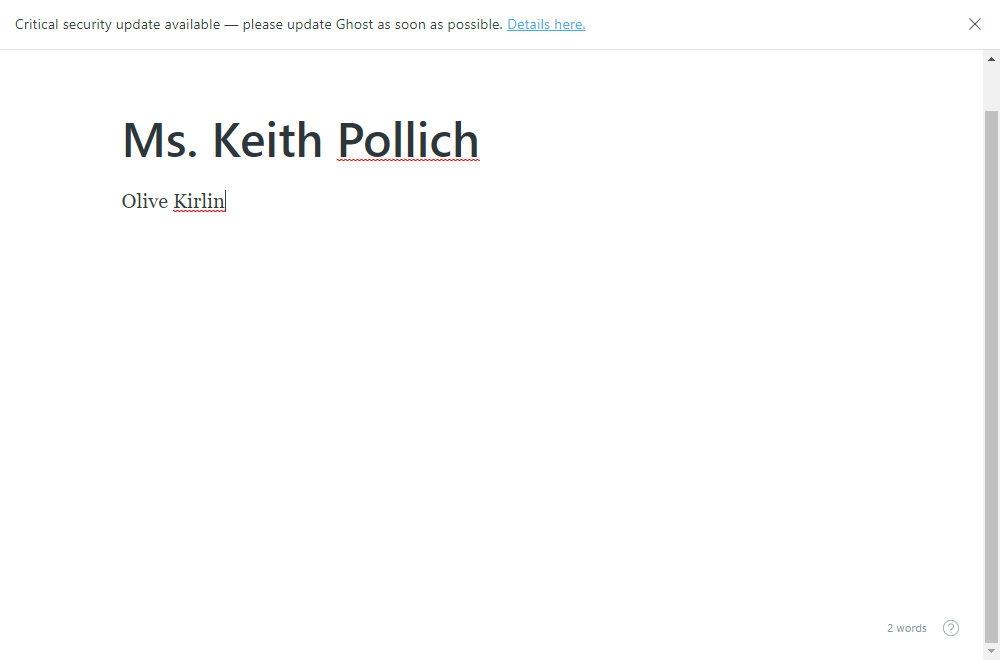 Critical security update available — please update Ghost as soon as possible. Details here.
Ms. Keith Pollich
Olive Kirlin
2 words
?